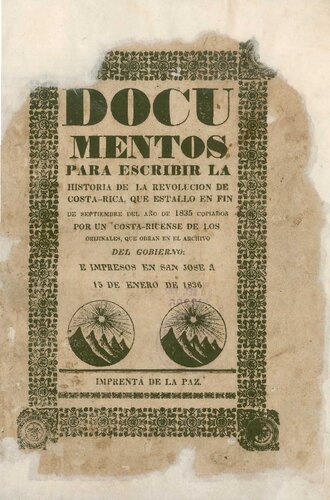 DOCU
MENTOS
PARA ESCRIBIR LA
HISTORIA DE LA REVOLUCION DE
COSTA-RICA, QUE ESTALLO EN FIN
DE SEPTIEMBRE DEL AÑO DE 1835 COPIADOS
POR UN COSTA-RICENSE DE LOS
ORIJINALES, QUE OBRAN EN EL ARCHIVO
DEL GOBIERNO:
E IMPRESOS EN SAN JOSE A
15 DE ENERO DE 1836
IMPRENTA DE LA PAZ.